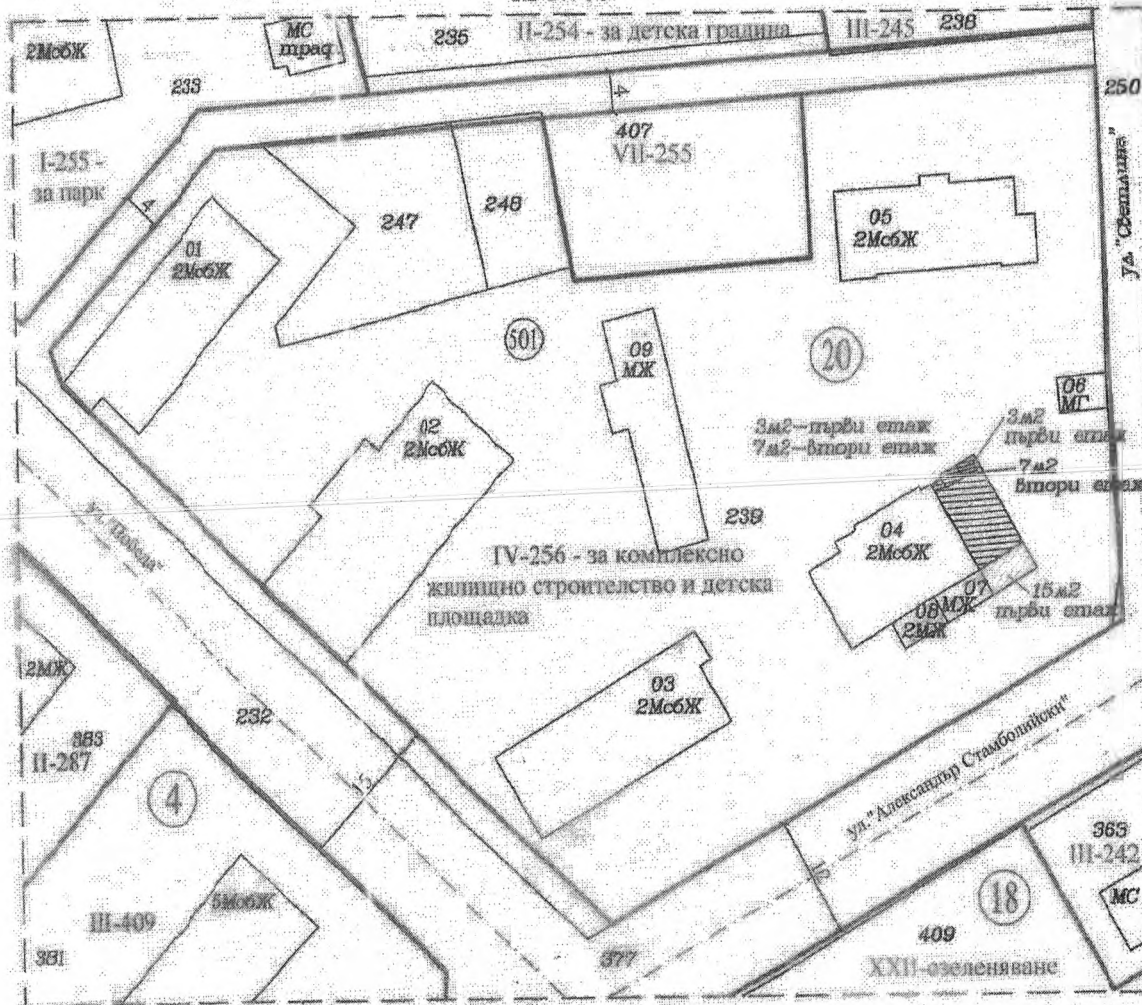 2МсбЖ
МС
трад
235
II-254 - за детска градина
III-245
236
233
250
4
407
VII-255
I-255 -
за парк
ул. "Светлина"
4
247
248
05
2МсбЖ
01
2МсбЖ
501
09
МЖ
20
06
МГ
02
2МсбЖ
3м2-първи етаж
7м2-втори етаж
3м2
първи етаж
7м2
втори етаж
239
04
2МсбЖ
ул."Победа"
IV-256 - за комплексно
жилищно строителство и детска
площадка
07
МЖ
08
2МЖ
15м2
първи етаж
2МЖ
03
2МсбЖ
232
383
II-287
15
4
ул."Александър Стамболийски"
363
III-242
МС
18
III-409
381
377
409
XXII-озеленяване